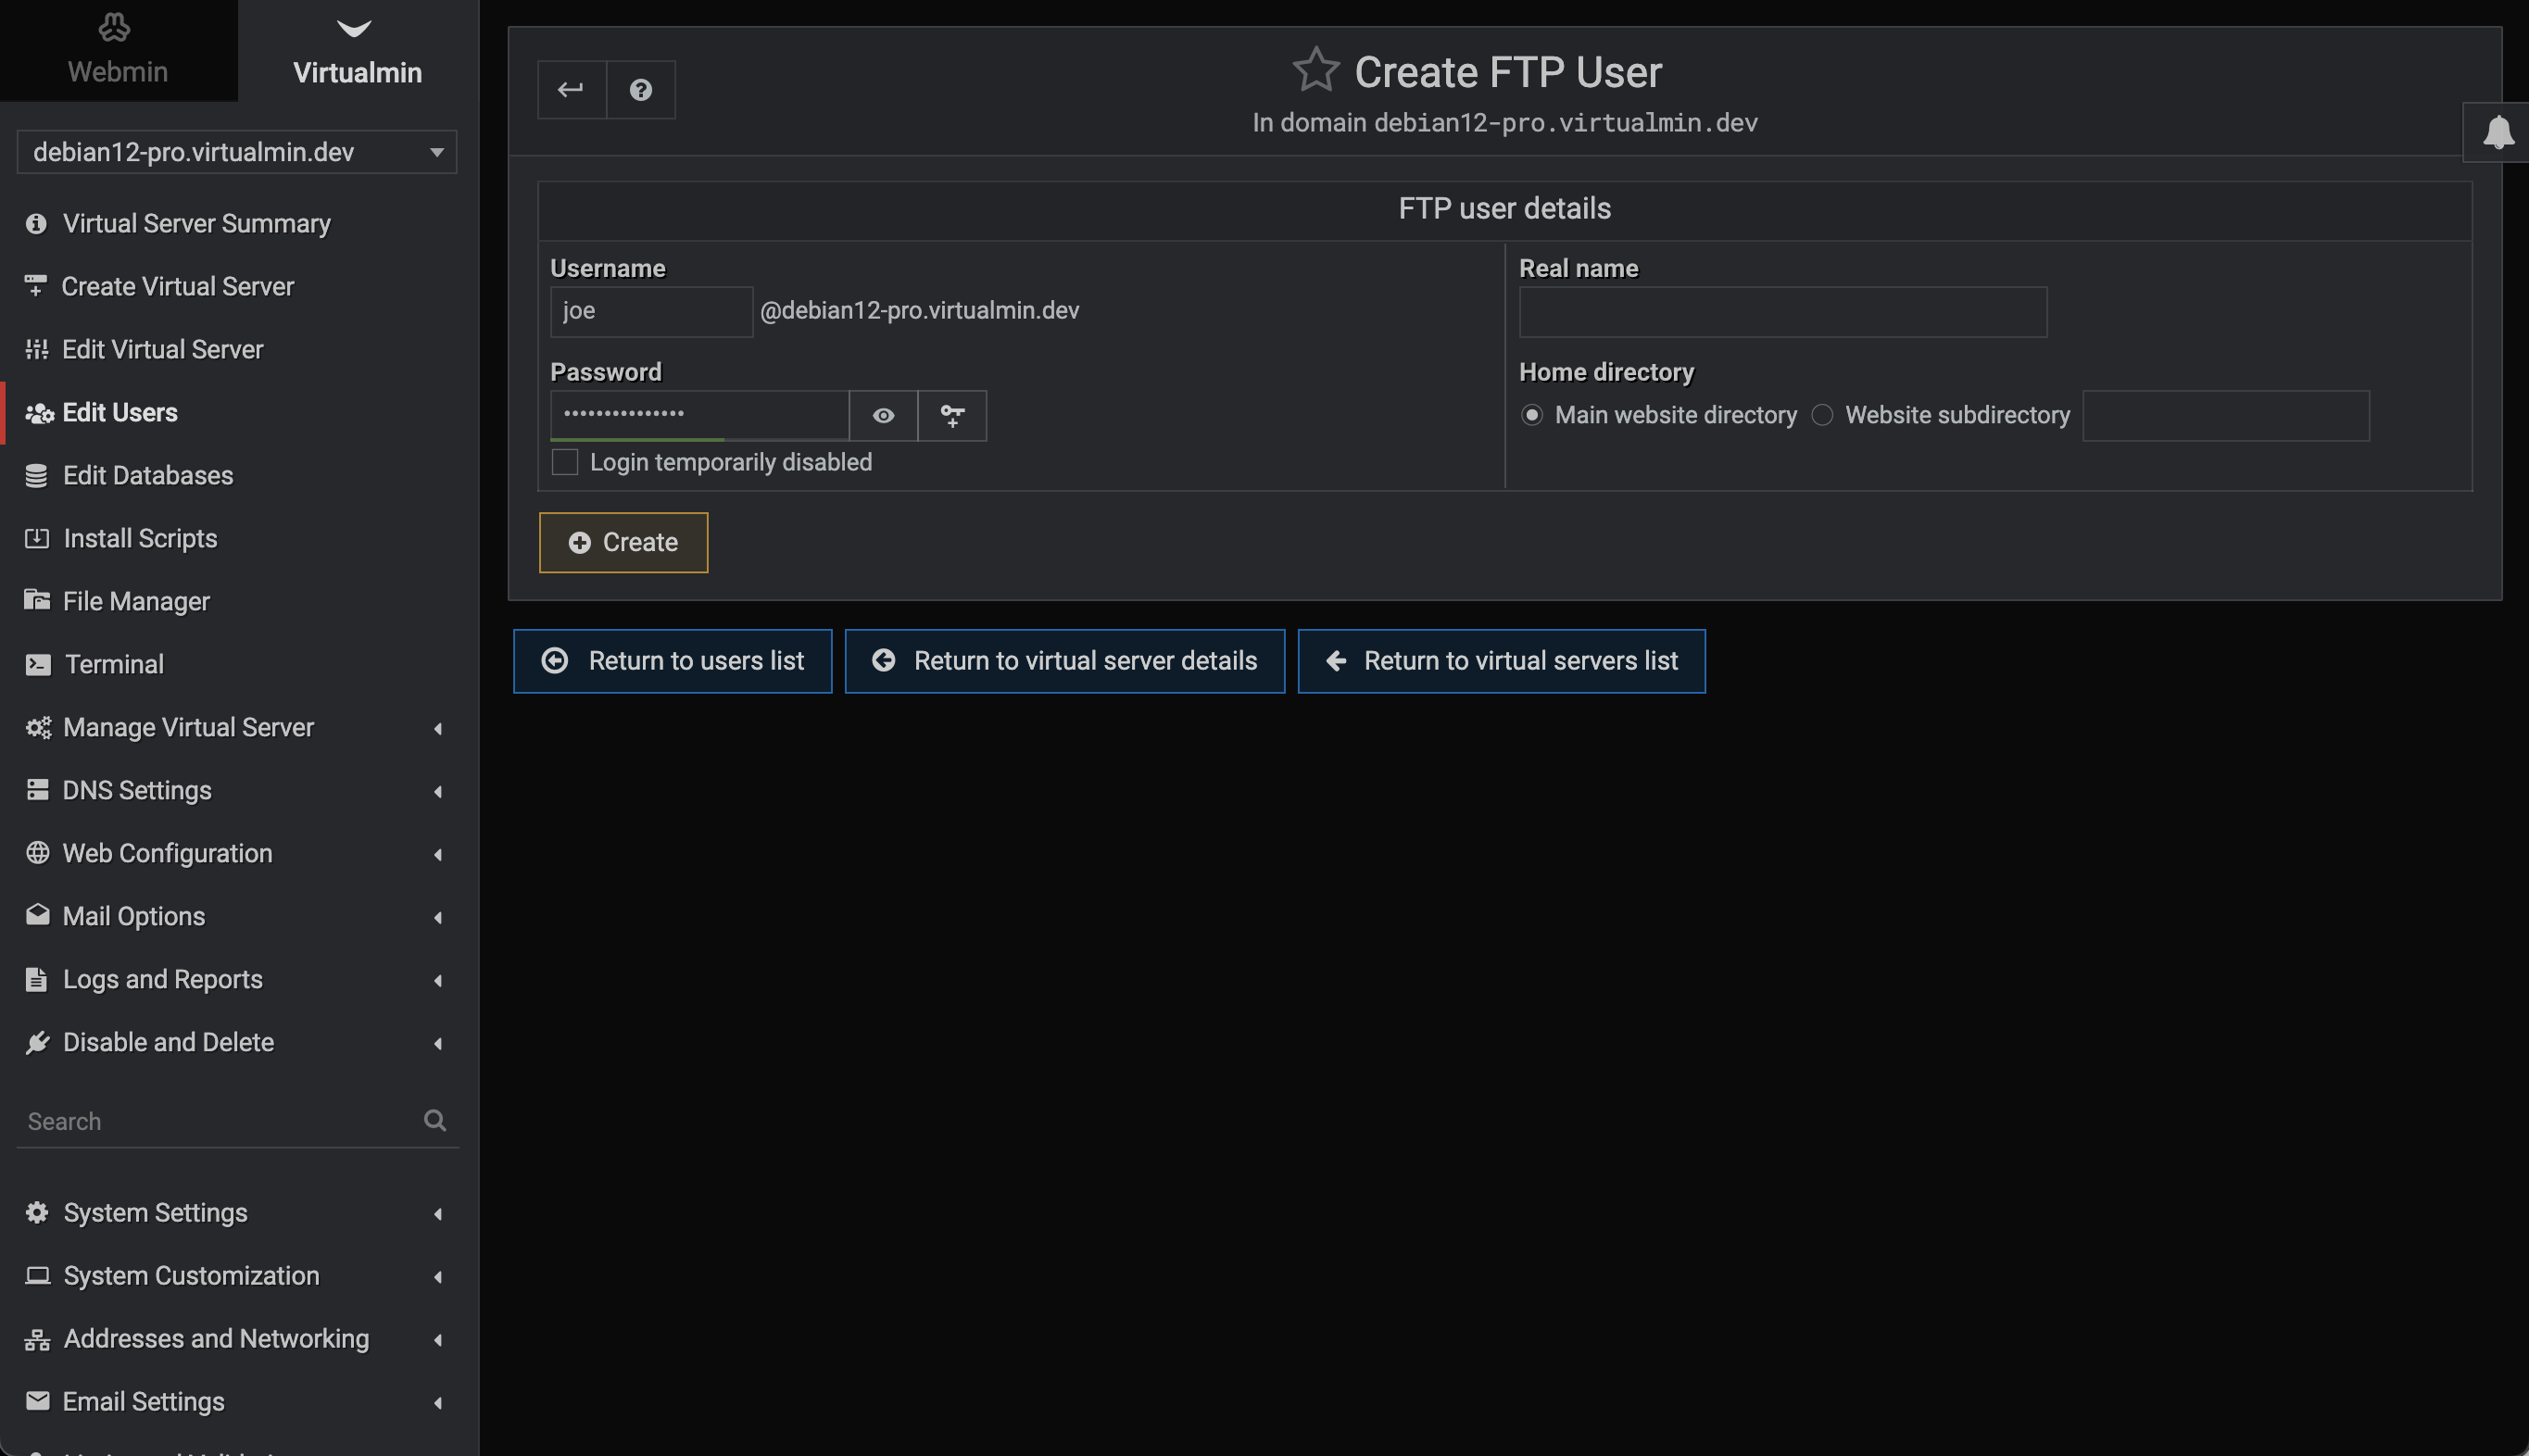 Webmin
Virtualmin
debian12-pro.virtualmin.dev
Virtual Server Summary
Create Virtual Server
Edit Virtual Server
Edit Users
Edit Databases
Install Scripts
File Manager
Terminal
Manage Virtual Server
DNS Settings
Web Configuration
Mail Options
Logs and Reports
Disable and Delete
Search
System Settings
System Customization
Addresses and Networking
Email Settings
Create FTP User
In domain debian12-pro.virtualmin.dev
FTP user details
Username
joe @debian12-pro.virtualmin.dev
Password
•••••••••••••••
Login temporarily disabled
Real name
Home directory
Main website directory Website subdirectory
Create
Return to users list Return to virtual server details Return to virtual servers list